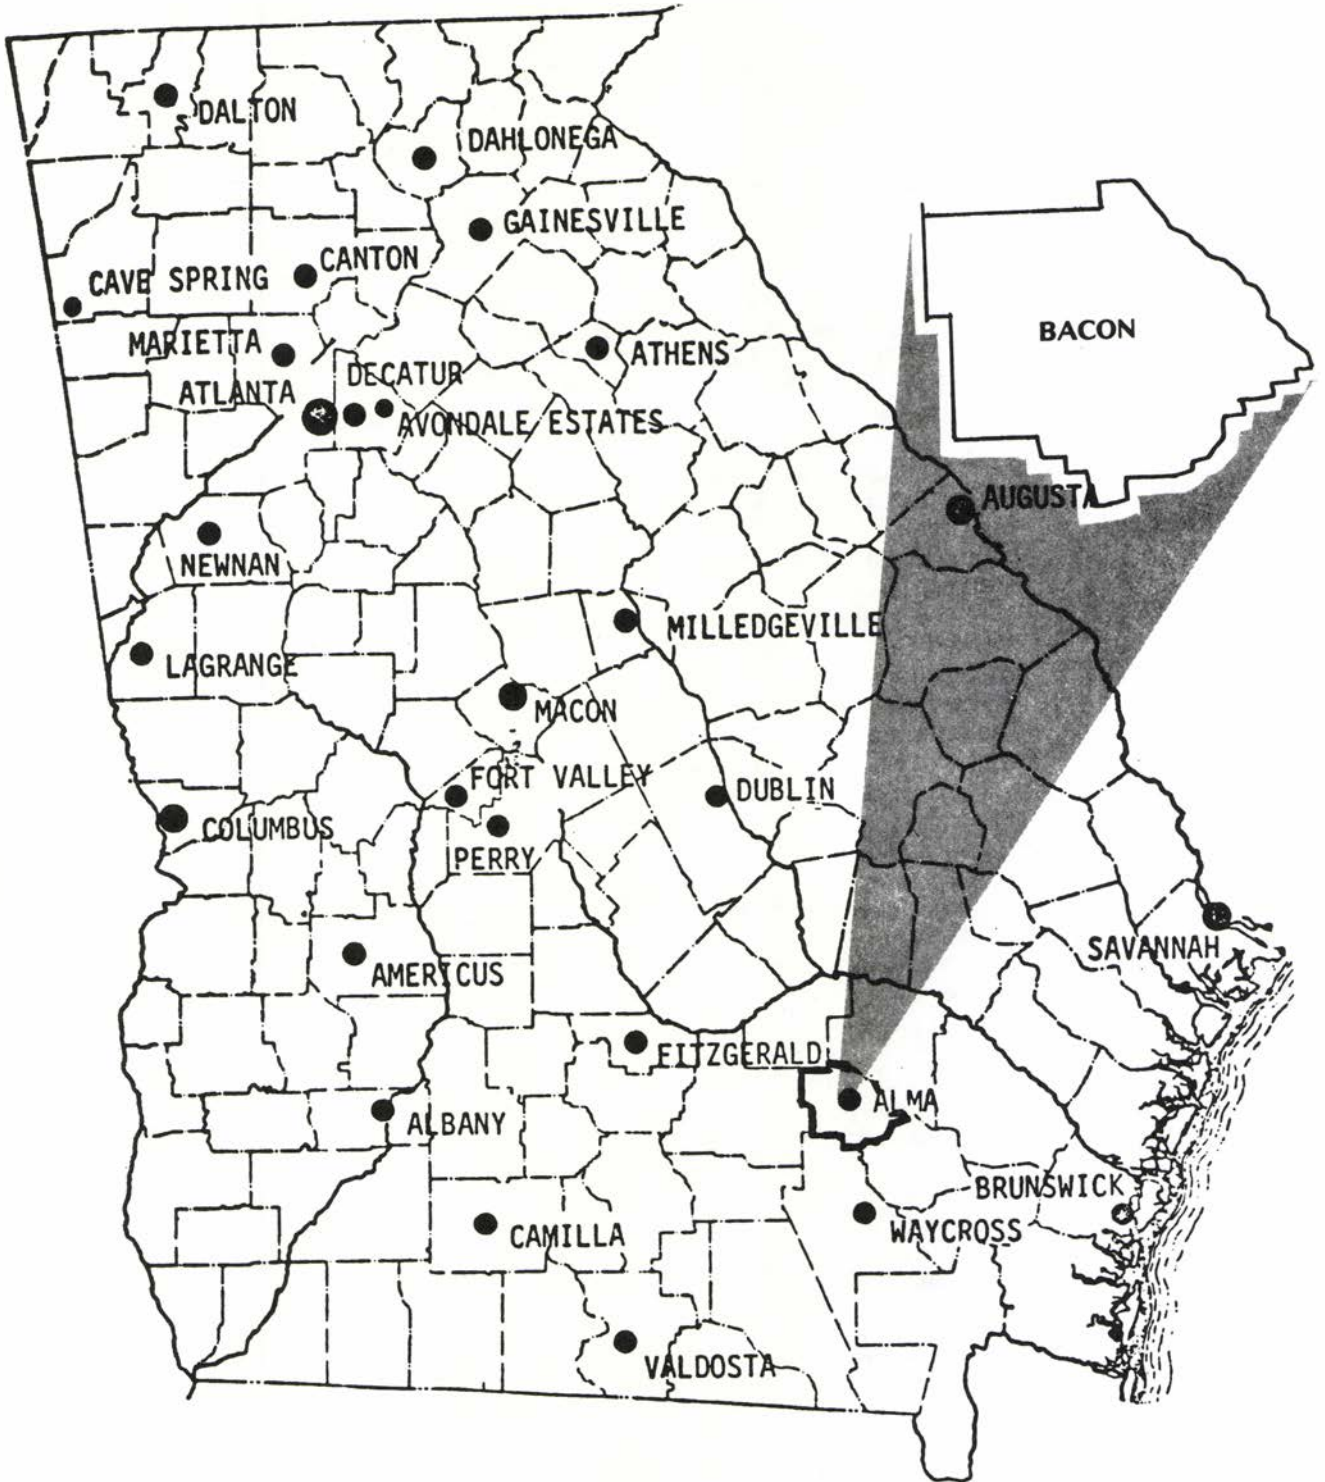 DALTON
DAHLONEGA
GAINESVILLE
CANTON
CAVE SPRING
BACON
MARIETTA
ATHENS
DECATUR
ATLANTA
AVONDALE ESTATES
AUGUSTA
NEWNAN
MILLEDGEVILLE
LAGRANGE
MACON
FORT VALLEY
DUBLIN
COLUMBUS
PERRY
SAVANNAH
AMERICUS
FITZGERALD
ALMA
ALBANY
BRUNSWICK
WAYCROSS
CAMILLA
VALDOSTA